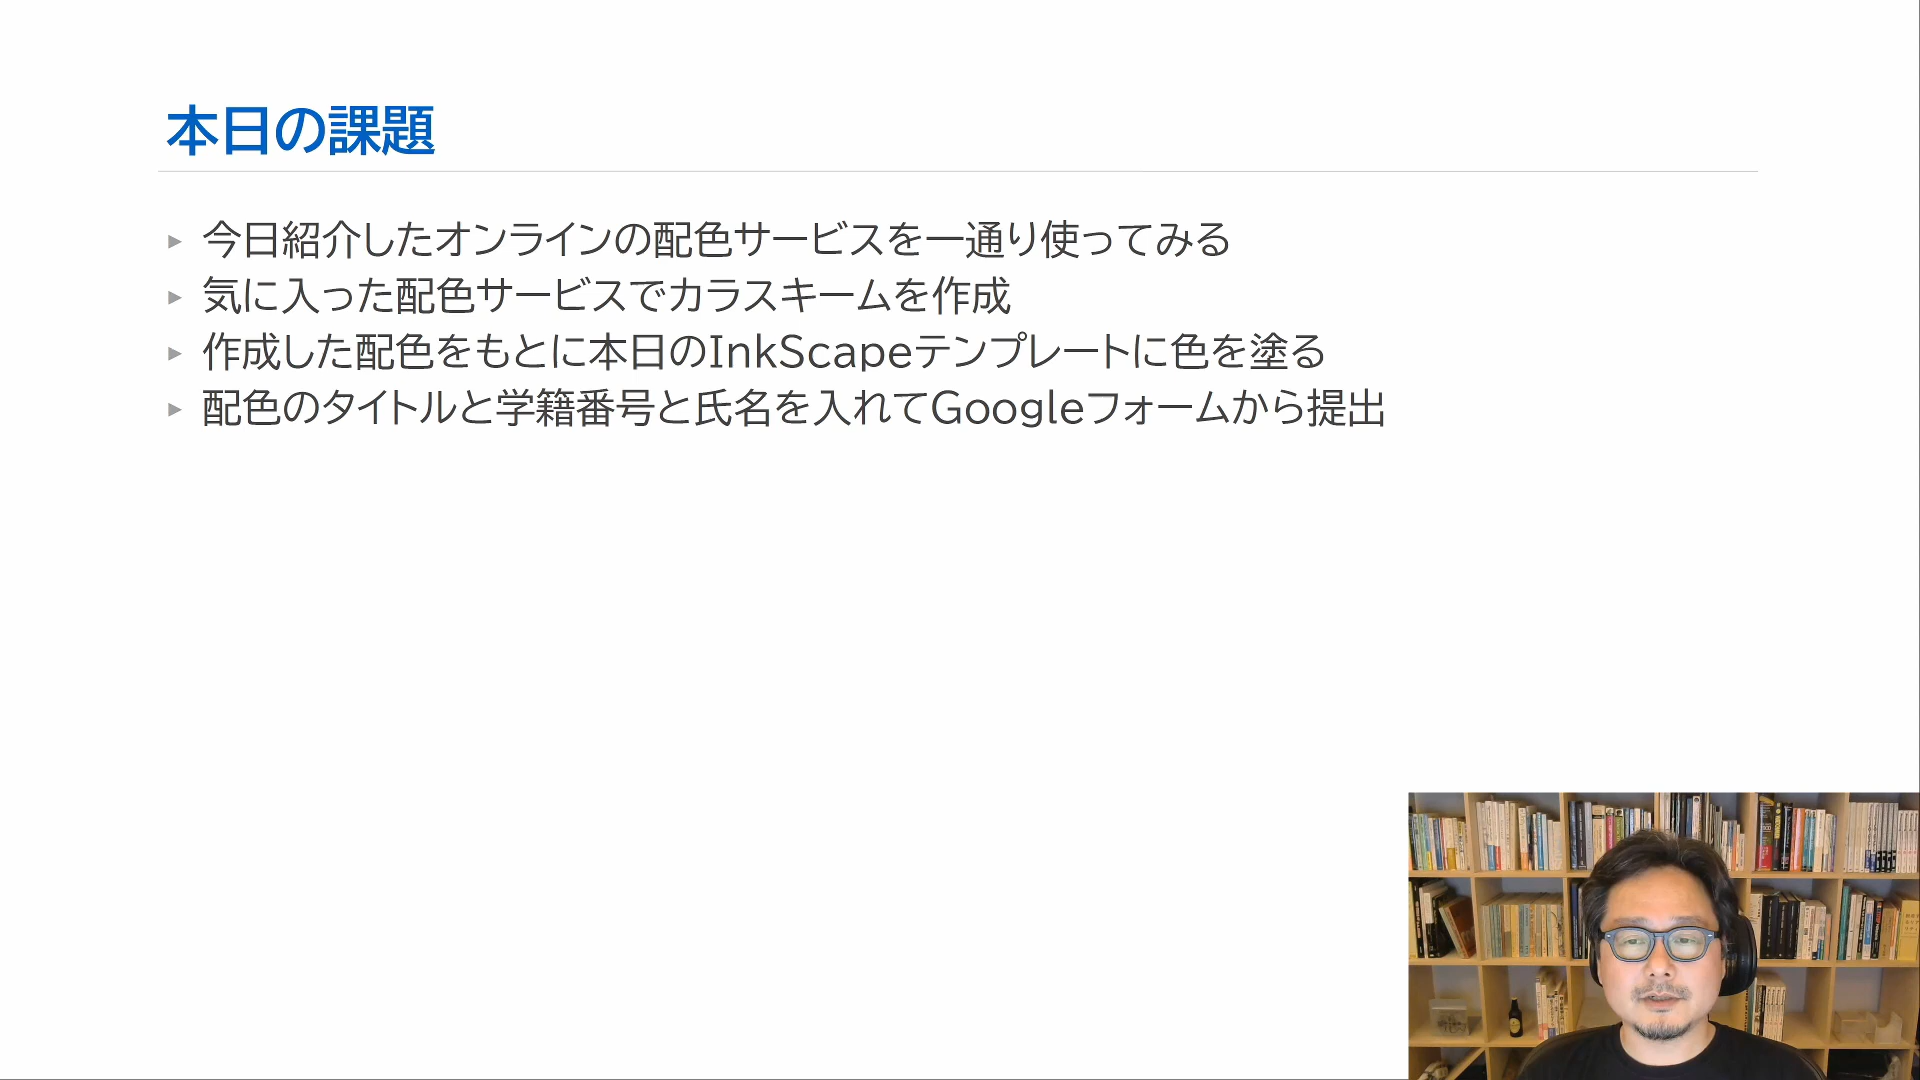 本日の課題
今日紹介したオンラインの配色サービスを一通り使ってみる
気に入った配色サービスでカラスキームを作成
作成した配色をもとに本日のInkScapeテンプレートに色を塗る
配色のタイトルと学籍番号と氏名を入れてGoogleフォームから提出